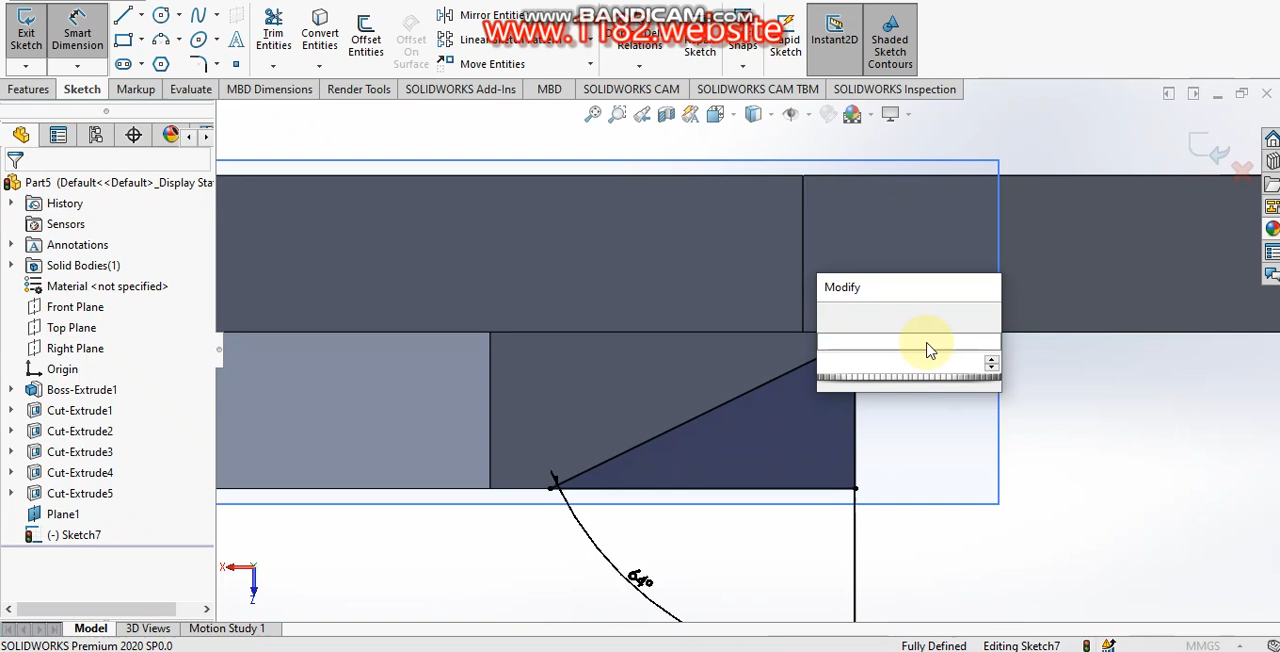 www.BANDICAM.com
www.1182.website
Exit Sketch
Smart Dimension
Trim Entities
Convert Entities
Offset Entities
Offset On Surface
Mirror Entities
Linear Sketch
Move Entities
Relations
Snaps
Rapid Sketch
Instant2D
Shaded Sketch Contours
Features
Sketch
Markup
Evaluate
MBD Dimensions
Render Tools
SOLIDWORKS Add-Ins
MBD
SOLIDWORKS CAM
SOLIDWORKS CAM TBM
SOLIDWORKS Inspection
Part5 (Default<<Default>_Display Sta
History
Sensors
Annotations
Solid Bodies(1)
Material <not specified>
Front Plane
Top Plane
Right Plane
Origin
Boss-Extrude1
Cut-Extrude1
Cut-Extrude2
Cut-Extrude3
Cut-Extrude4
Cut-Extrude5
Plane1
(-) Sketch7
Modify
64°
X
Z
Model
3D Views
Motion Study 1
SOLIDWORKS Premium 2020 SP0.0
Fully Defined
Editing Sketch7
MMGS